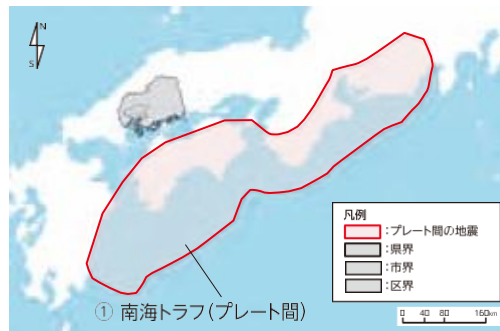 N
S
① 南海トラフ(プレート間)
凡例
:プレート間の地震
:県界
:市界
:区界
0 40 80 160km